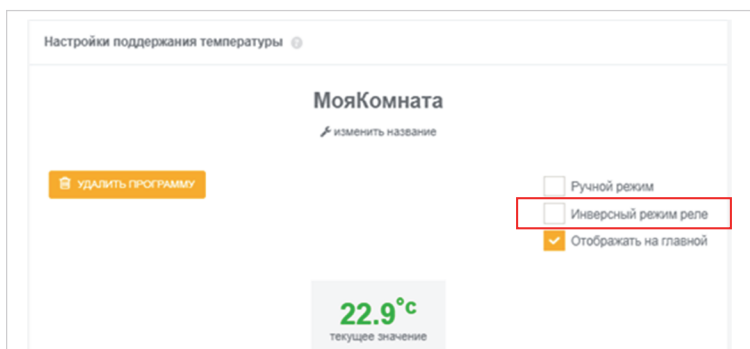 Настройки поддержания температуры ?
МояКомната
изменить название
УДАЛИТЬ ПРОГРАММУ
Ручной режим
Инверсный режим реле
Отображать на главной
22.9°C
текущее значение